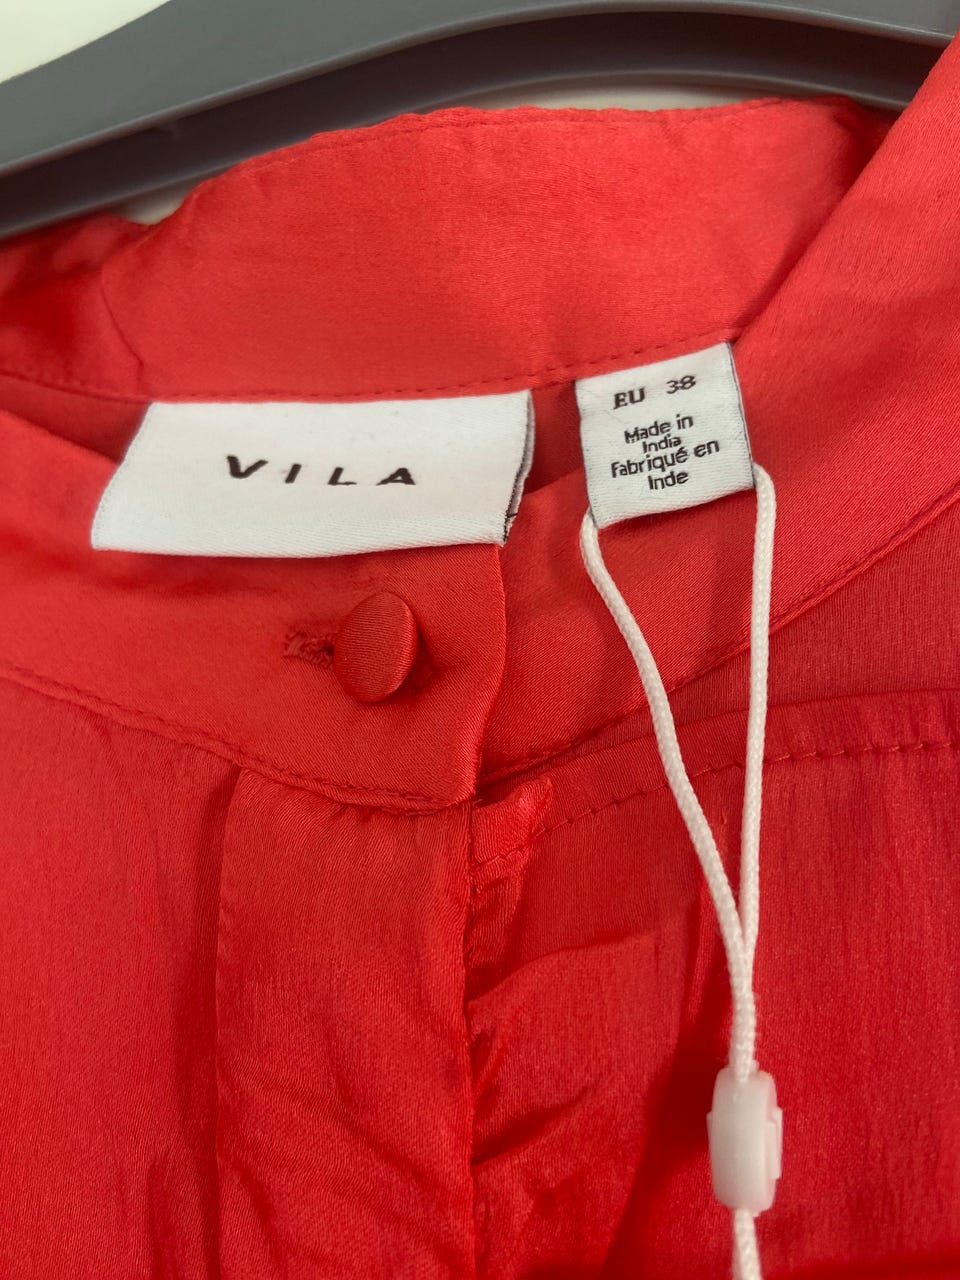 VILA
EU 38
Made in
India
Fabriqué en
Inde